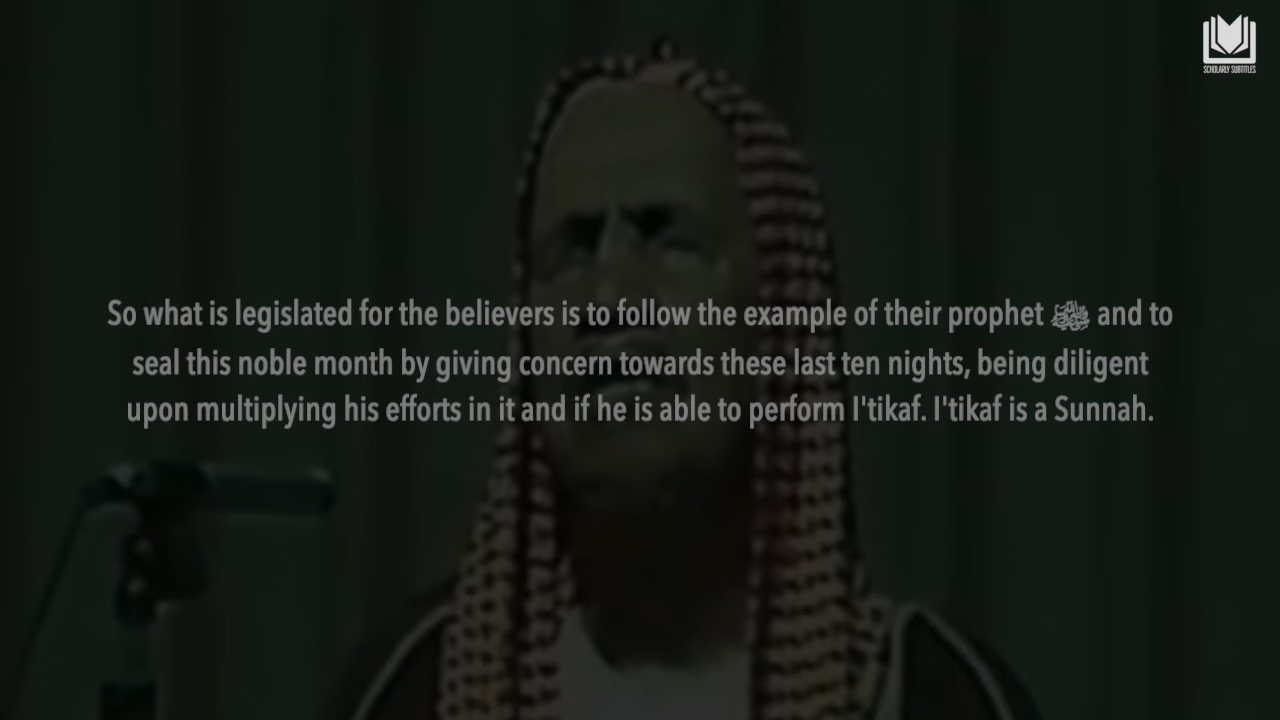 SCHOLARLY SUBTITLES
So what is legislated for the believers is to follow the example of their prophet ﷺ and to
seal this noble month by giving concern towards these last ten nights, being diligent
upon multiplying his efforts in it and if he is able to perform I'tikaf. I'tikaf is a Sunnah.